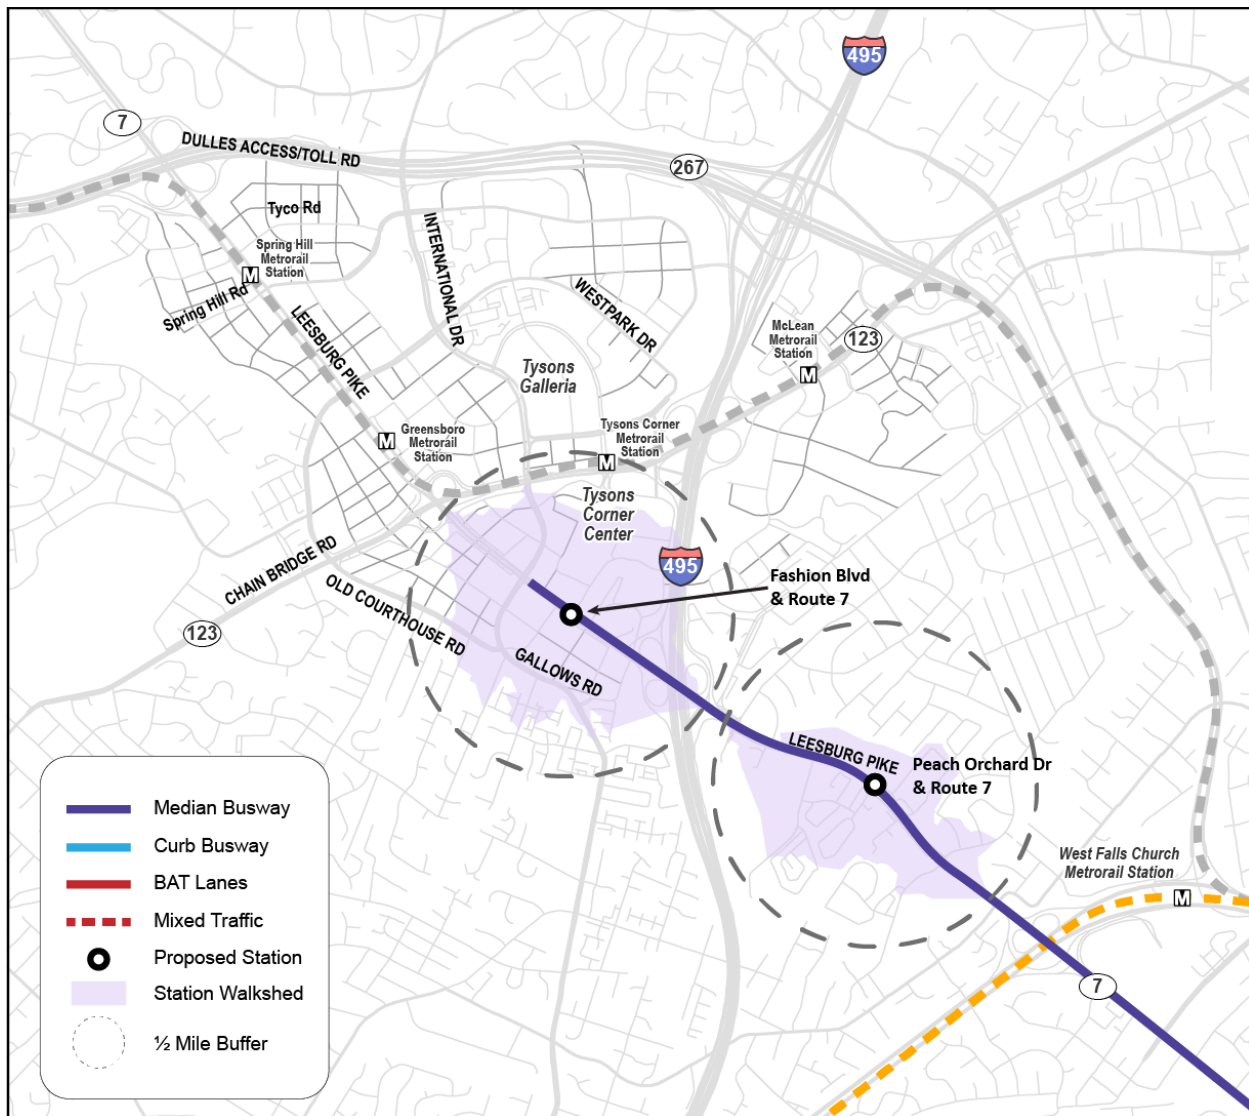 495
7
DULLES ACCESS/TOLL RD
267
Tyco Rd
INTERNATIONAL DR
Spring Hill
Metrorail
Station
M
Spring Hill Rd
WESTPARK DR
LEESBURG PIKE
McLean
Metrorail
Station
123
M
Tysons
Galleria
Greensboro
Metrorail
Station
M
Tysons Corner
Metrorail
Station
M
Tysons
Corner
Center
CHAIN BRIDGE RD
495
Fashion Blvd
& Route 7
OLD COURTHOUSE RD
123
GALLOWS RD
LEESBURG PIKE
Peach Orchard Dr
& Route 7
West Falls Church
Metrorail Station
M
7
Median Busway
Curb Busway
BAT Lanes
Mixed Traffic
Proposed Station
Station Walkshed
½ Mile Buffer